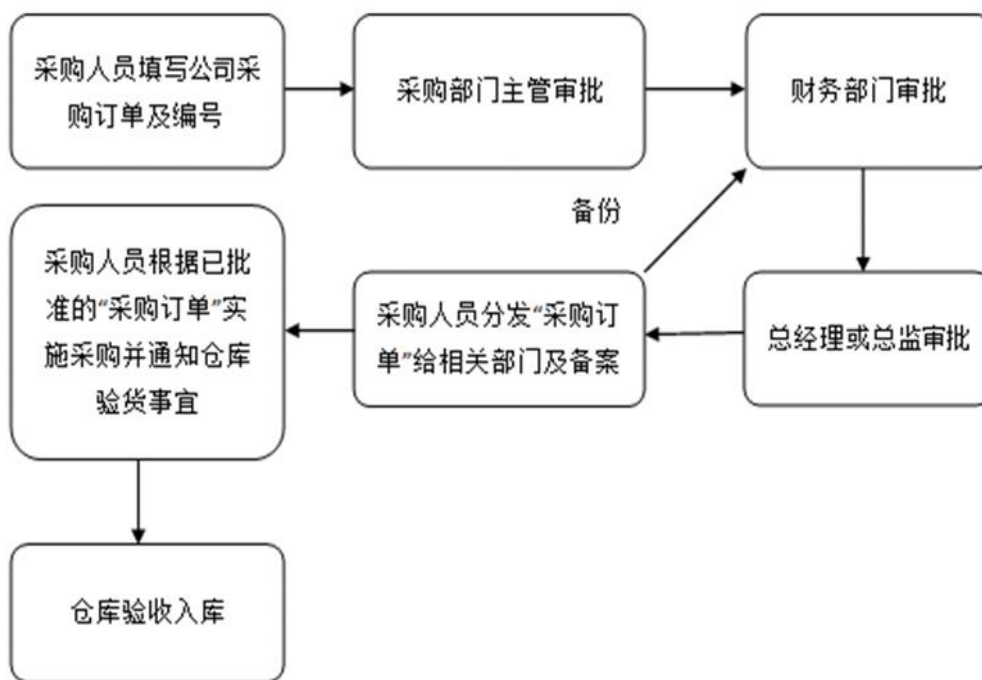 采购人员填写公司采
购订单及编号
采购部门主管审批
财务部门审批
备份
采购人员根据已批
准的“采购订单”实
施采购并通知仓库
验货事宜
采购人员分发“采购订
单”给相关部门及备案
总经理或总监审批
仓库验收入库